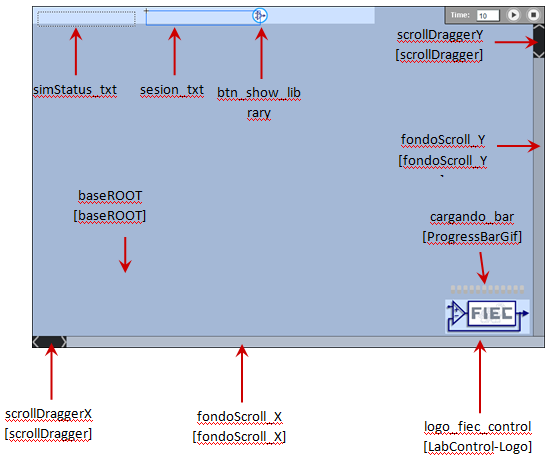 Time: 10
scrollDraggerY
[scrollDragger]
simStatus_txt
sesion_txt
btn_show_lib
rary
fondoScroll_Y
[fondoScroll_Y
baseROOT
[baseROOT]
cargando_bar
[ProgressBarGif]
FIEC
scrollDraggerX
[scrollDragger]
fondoScroll_X
[fondoScroll_X]
logo_fiec_control
[LabControl-Logo]